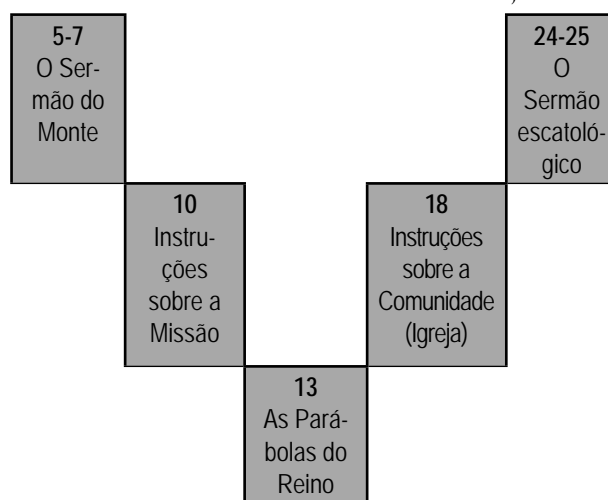 5-7
O Ser-
mão do
Monte
24-25
O
Sermão
escatoló-
gico
10
Instru-
ções
sobre a
Missão
18
Instruções
sobre a
Comunidade
(Igreja)
13
As Pará-
bolas do
Reino